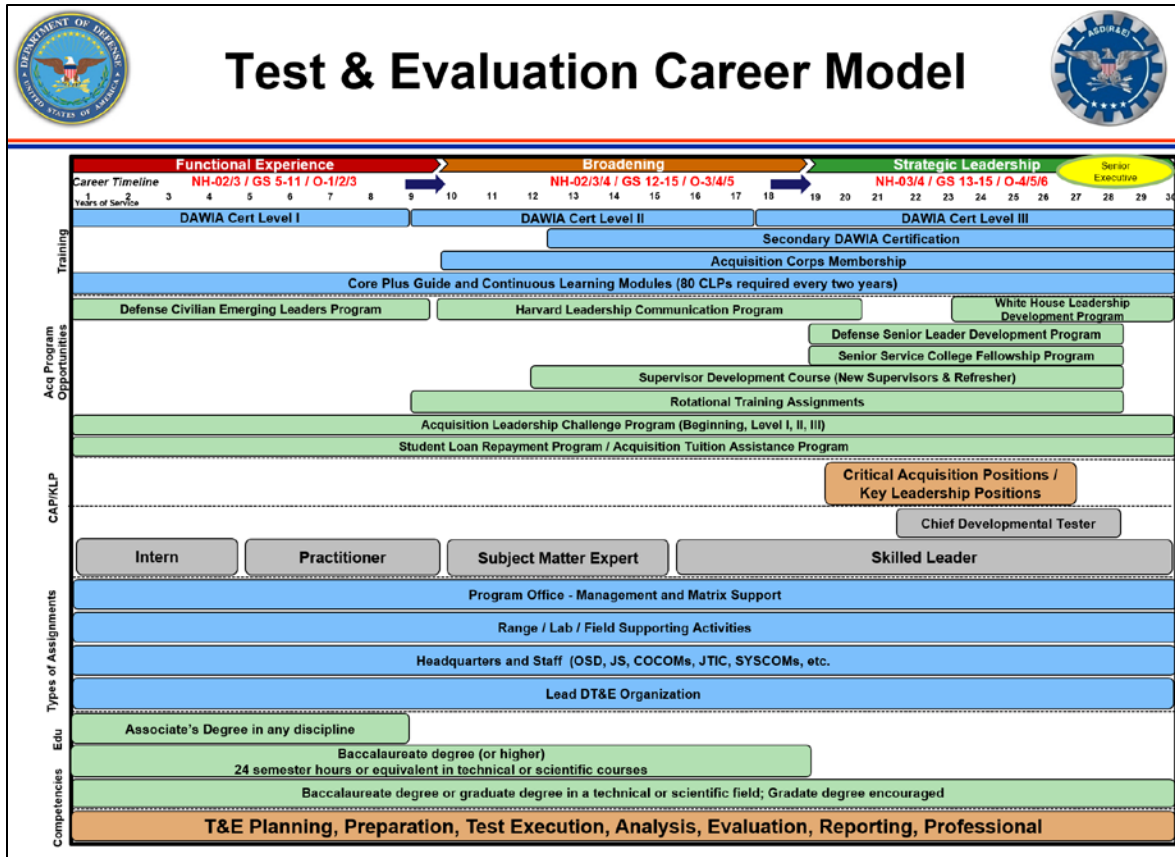 DEPARTMENT OF DEFENSE
UNITED STATES OF AMERICA
Test & Evaluation Career Model
ASD(R&E)
Functional Experience
Broadening
Strategic Leadership
Senior
Executive
Career Timeline
NH-02/3 / GS 5-11 / O-1/2/3
NH-02/3/4 / GS 12-15 / O-3/4/5
NH-03/4 / GS 13-15 / O-4/5/6
1 2 3 4 5 6 7 8 9 10 11 12 13 14 15 16 17 18 19 20 21 22 23 24 25 26 27 28 29 30
Years of Service
Training
DAWIA Cert Level I
DAWIA Cert Level II
DAWIA Cert Level III
Secondary DAWIA Certification
Acquisition Corps Membership
Core Plus Guide and Continuous Learning Modules (80 CLPs required every two years)
Acq Program
Opportunities
Defense Civilian Emerging Leaders Program
Harvard Leadership Communication Program
White House Leadership
Development Program
Defense Senior Leader Development Program
Senior Service College Fellowship Program
Supervisor Development Course (New Supervisors & Refresher)
Rotational Training Assignments
Acquisition Leadership Challenge Program (Beginning, Level I, II, III)
Student Loan Repayment Program / Acquisition Tuition Assistance Program
CAP/KLP
Critical Acquisition Positions /
Key Leadership Positions
Chief Developmental Tester
Intern
Practitioner
Subject Matter Expert
Skilled Leader
Types of Assignments
Program Office - Management and Matrix Support
Range / Lab / Field Supporting Activities
Headquarters and Staff (OSD, JS, COCOMs, JTIC, SYSCOMs, etc.
Lead DT&E Organization
Edu
Associate's Degree in any discipline
Baccalaureate degree (or higher)
24 semester hours or equivalent in technical or scientific courses
Competencies
Baccalaureate degree or graduate degree in a technical or scientific field; Gradate degree encouraged
T&E Planning, Preparation, Test Execution, Analysis, Evaluation, Reporting, Professional